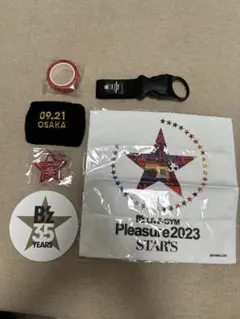 09.21
OSAKA
B'z
35
YEARS
B'z LIVE-GYM
Pleasure2023
STARS